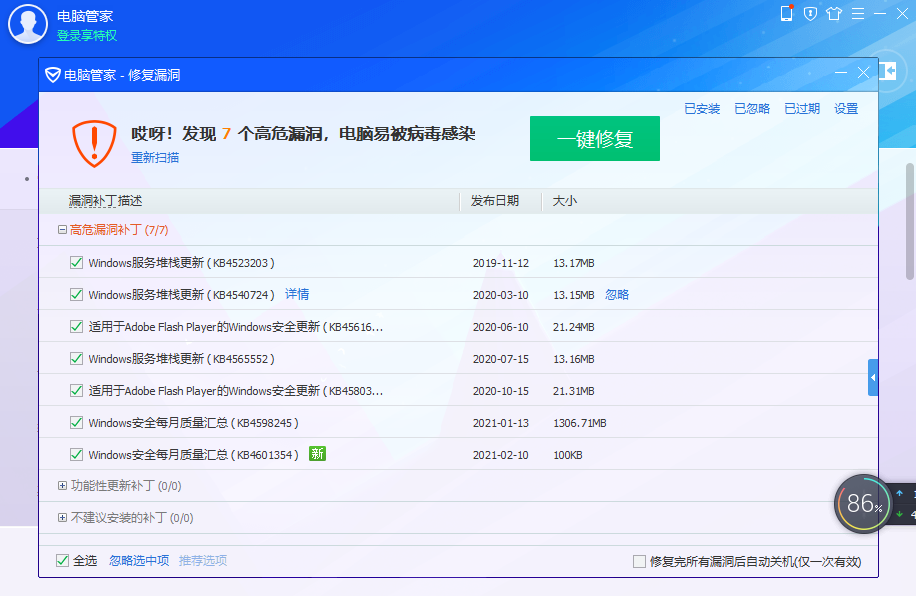 电脑管家
登录享特权
电脑管家 - 修复漏洞
已安装 已忽略 已过期 设置
哎呀！发现 7 个高危漏洞，电脑易被病毒感染
重新扫描
一键修复
漏洞补丁描述 发布日期 大小
高危漏洞补丁 (7/7)
Windows服务堆栈更新 ( KB4523203 ) 2019-11-12 13.17MB
Windows服务堆栈更新 ( KB4540724 ) 详情 2020-03-10 13.15MB 忽略
适用于Adobe Flash Player的Windows安全更新 ( KB45616... 2020-06-10 21.24MB
Windows服务堆栈更新 ( KB4565552 ) 2020-07-15 13.16MB
适用于Adobe Flash Player的Windows安全更新 ( KB45803... 2020-10-15 21.31MB
Windows安全每月质量汇总 ( KB4598245 ) 2021-01-13 1306.71MB
Windows安全每月质量汇总 ( KB4601354 ) 新 2021-02-10 100KB
功能性更新补丁 (0/0)
不建议安装的补丁 (0/0)
86%
全选 忽略选中项 推荐选项
修复完所有漏洞后自动关机(仅一次有效)